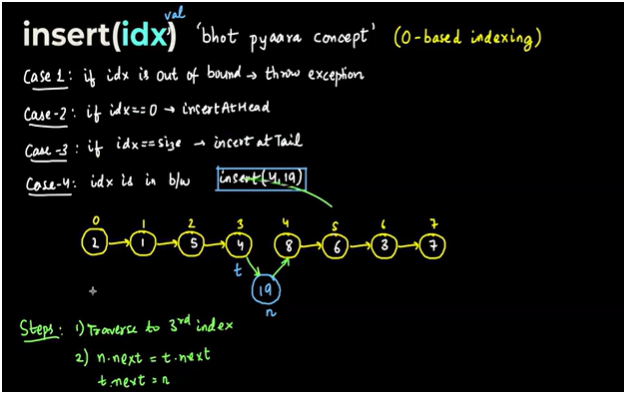 insert(idx, val) 'bhot pyaara concept' (0-based indexing)
Case 1: if idx is out of bound → throw exception
Case-2: if idx==0 → insertAtHead
Case-3: if idx==size → insert at Tail
Case-4: idx is in b/w insert(4,19)
0 1 2 3 4 5 6 7
2 1 5 4 8 6 3 7
t
19
n
Steps: 1) Traverse to 3rd index
2) n.next = t.next
t.next = n